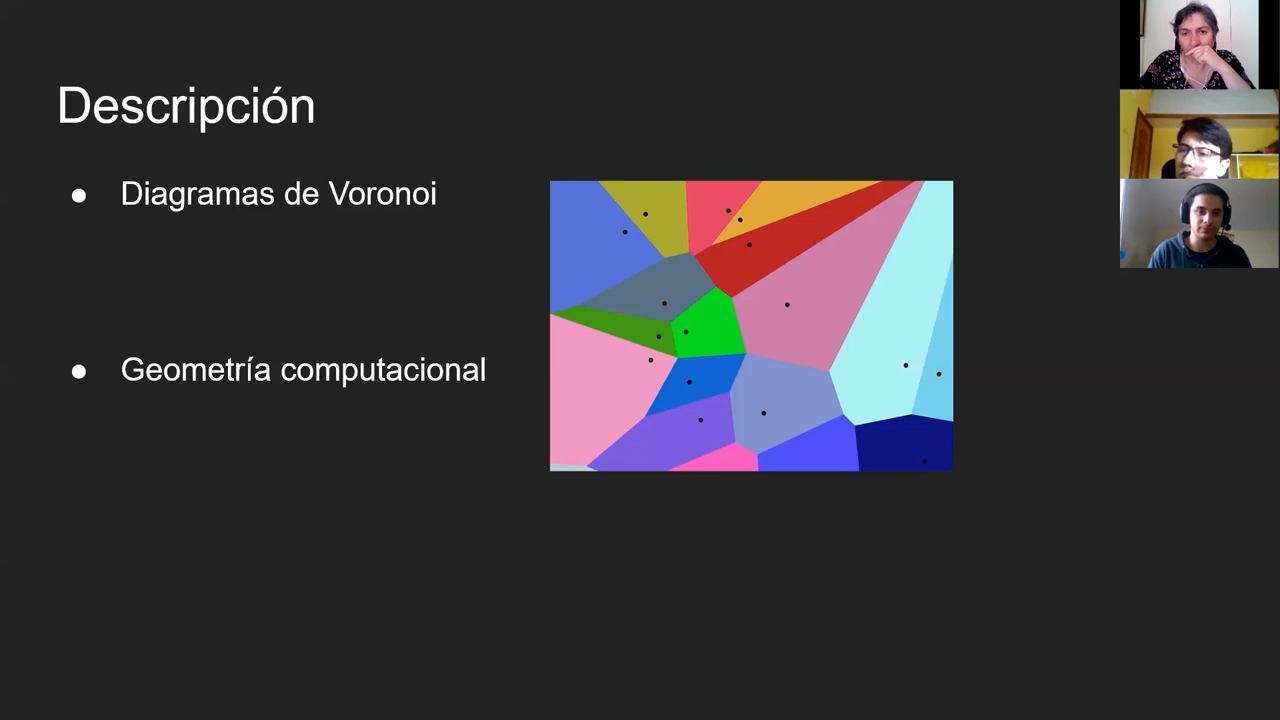 Descripción
● Diagramas de Voronoi
● Geometría computacional